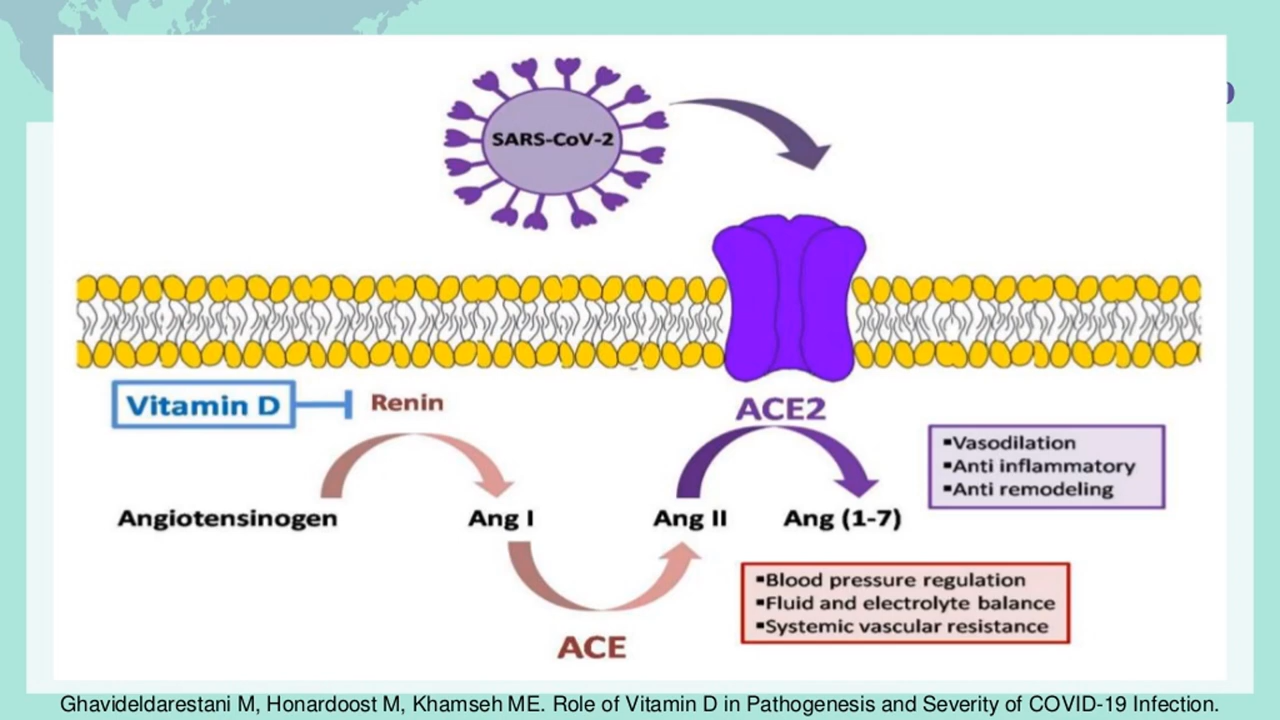 SARS-CoV-2
Vitamin D
Renin
ACE2
▪Vasodilation
▪Anti inflammatory
▪Anti remodeling
Angiotensinogen
Ang I
Ang II
Ang (1-7)
▪Blood pressure regulation
▪Fluid and electrolyte balance
▪Systemic vascular resistance
ACE
Ghavideldarestani M, Honardoost M, Khamseh ME. Role of Vitamin D in Pathogenesis and Severity of COVID-19 Infection.